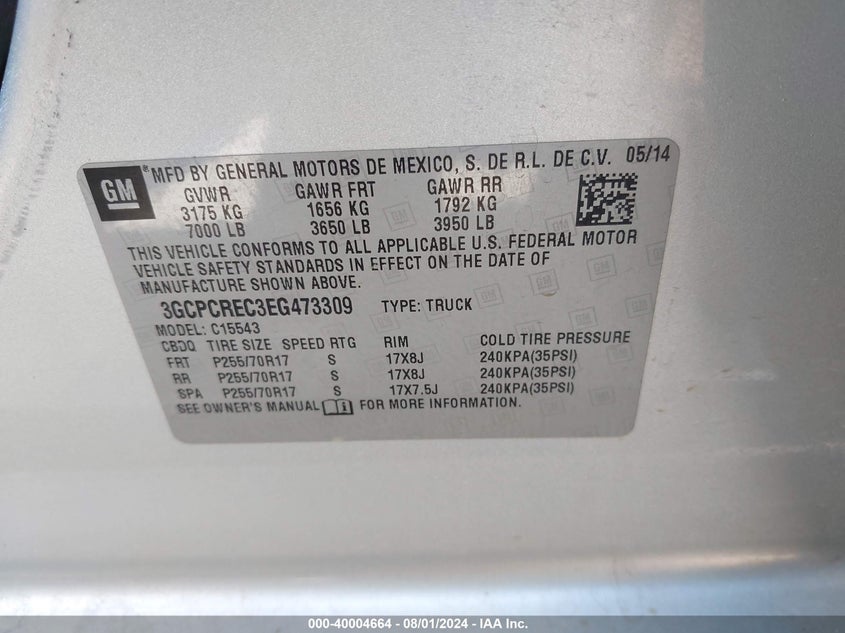 GM *MFD BY GENERAL MOTORS DE MEXICO, S. DE R.L. DE C.V. 05/14
GVWR GAWR FRT GAWR RR
3175 KG 1656 KG 1792 KG
7000 LB 3650 LB 3950 LB
THIS VEHICLE CONFORMS TO ALL APPLICABLE U.S. FEDERAL MOTOR
VEHICLE SAFETY STANDARDS IN EFFECT ON THE DATE OF
MANUFACTURE SHOWN ABOVE.
3GCPCREC3EG473309 TYPE: TRUCK
MODEL: C15543
CBDQ TIRE SIZE SPEED RTG RIM COLD TIRE PRESSURE
FRT P255/70R17 S 17X8J 240KPA(35PSI)
RR P255/70R17 S 17X8J 240KPA(35PSI)
SPA P255/70R17 S 17X7.5J 240KPA(35PSI)
SEE OWNER'S MANUAL FOR MORE INFORMATION.
000-40004664 - 08/01/2024 - IAA Inc.